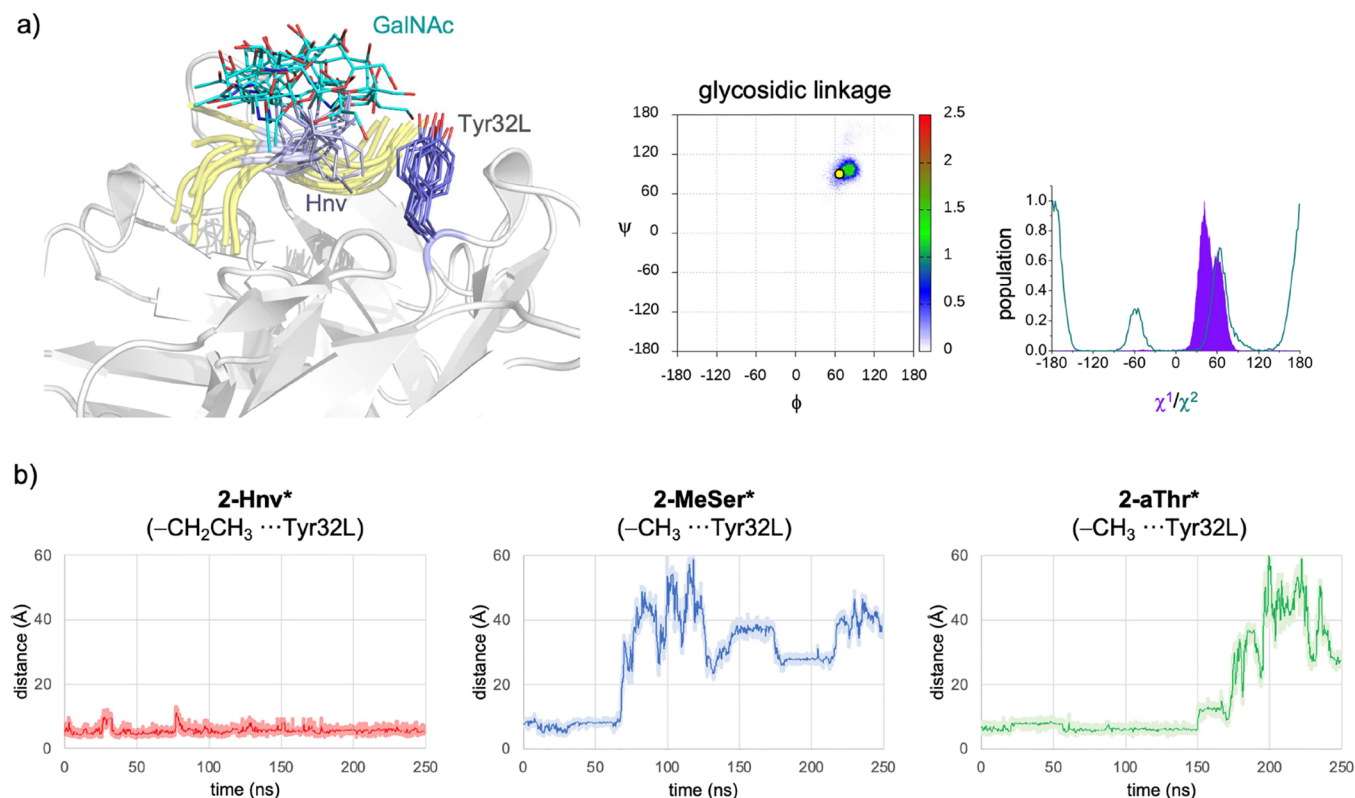 a)
GalNAc
Tyr32L
Hnv
glycosidic linkage
180
120
60
0
-60
-120
-180
ψ
-180 -120 -60 0 60 120 180
ϕ
2.5
2
1.5
1
0.5
0
population
1.0
0.8
0.6
0.4
0.2
0.0
-180 -120 -60 0 60 120 180
χ¹/χ²
b)
2-Hnv*
(–CH₂CH₃ ···Tyr32L)
distance (Å)
60
40
20
0
0 50 100 150 200 250
time (ns)
2-MeSer*
(–CH₃ ···Tyr32L)
distance (Å)
60
40
20
0
0 50 100 150 200 250
time (ns)
2-aThr*
(–CH₃ ···Tyr32L)
distance (Å)
60
40
20
0
0 50 100 150 200 250
time (ns)